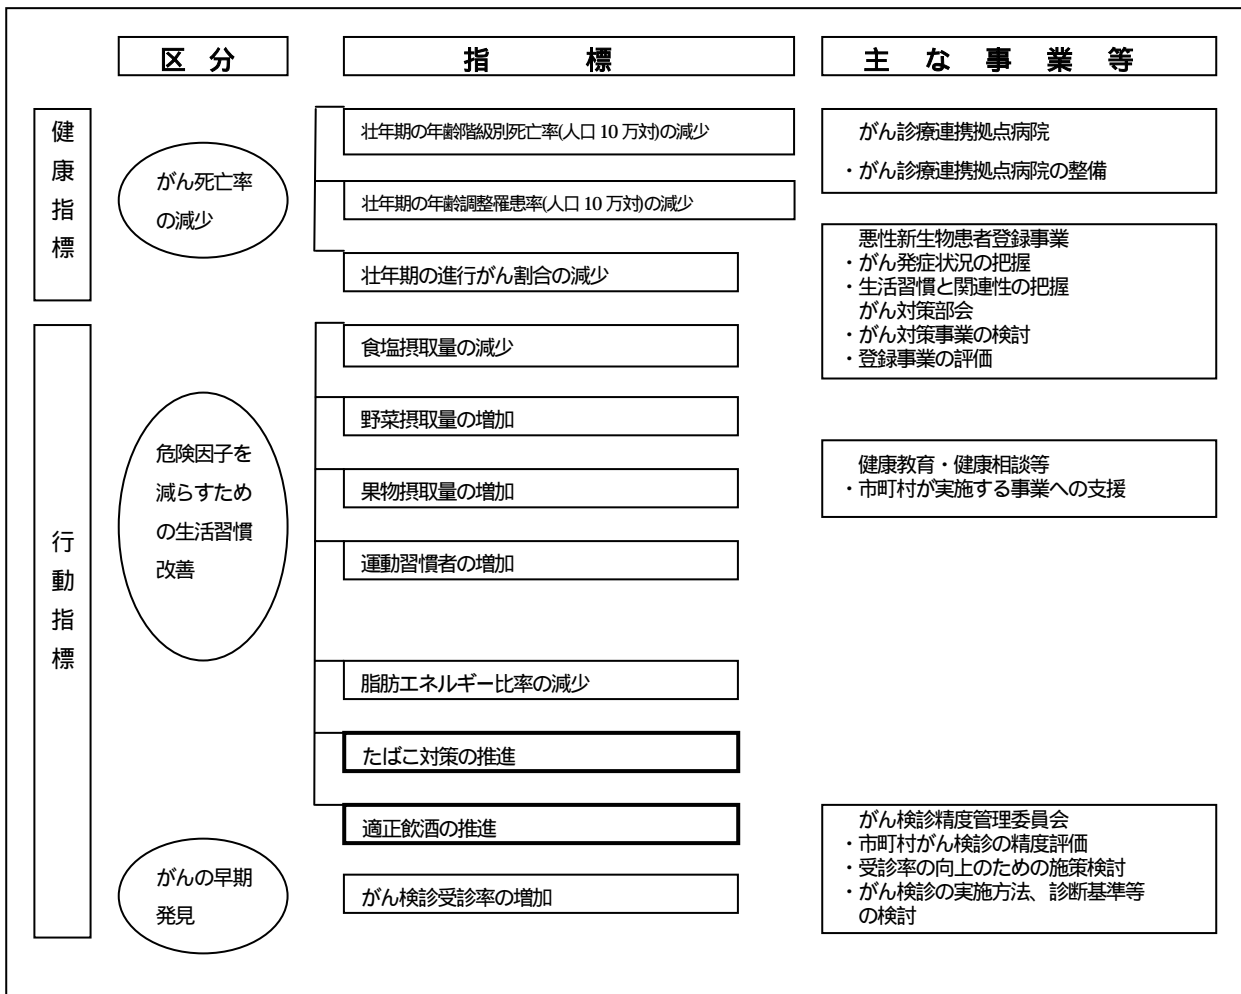 区分
指標
主な事業等
健康指標
がん死亡率
の減少
壮年期の年齢階級別死亡率(人口10万対)の減少
壮年期の年齢調整罹患率(人口10万対)の減少
壮年期の進行がん割合の減少
がん診療連携拠点病院
・がん診療連携拠点病院の整備
悪性新生物患者登録事業
・がん発症状況の把握
・生活習慣と関連性の把握
がん対策部会
・がん対策事業の検討
・登録事業の評価
行動指標
危険因子を
減らすため
の生活習慣
改善
食塩摂取量の減少
野菜摂取量の増加
果物摂取量の増加
運動習慣者の増加
脂肪エネルギー比率の減少
たばこ対策の推進
適正飲酒の推進
健康教育・健康相談等
・市町村が実施する事業への支援
がんの早期
発見
がん検診受診率の増加
がん検診精度管理委員会
・市町村がん検診の精度評価
・受診率の向上のための施策検討
・がん検診の実施方法、診断基準等
の検討